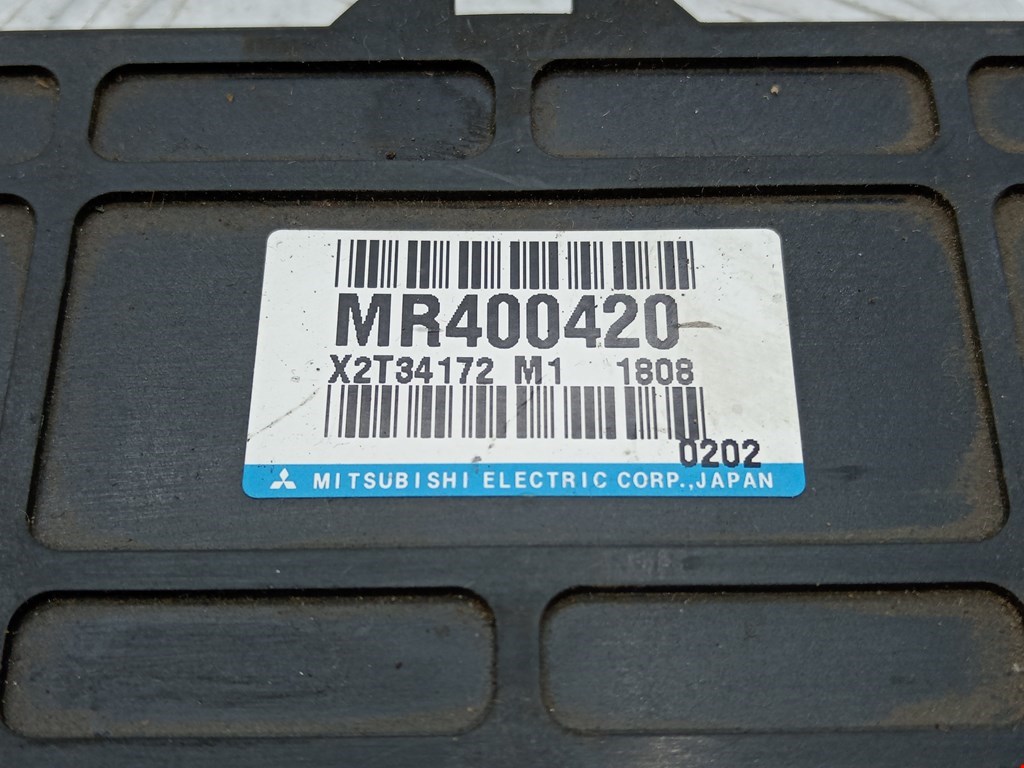 MR400420
X2T34172 M1 1808
0202
MITSUBISHI ELECTRIC CORP.,JAPAN